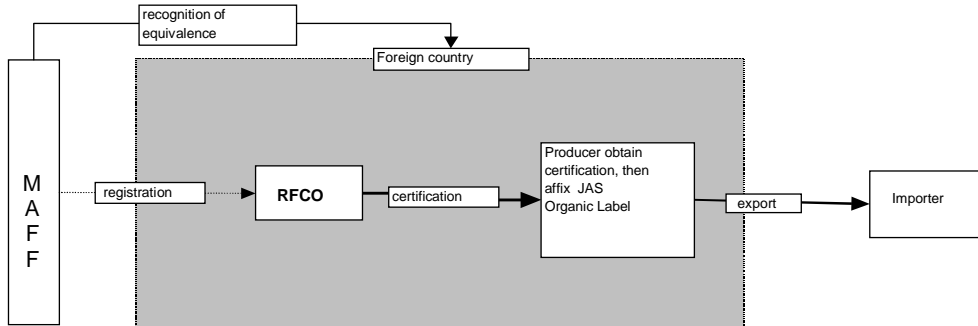 recognition of
equivalence
Foreign country
M
A
F
F
registration
RFCO
certification
Producer obtain
certification, then
affix JAS
Organic Label
export
Importer